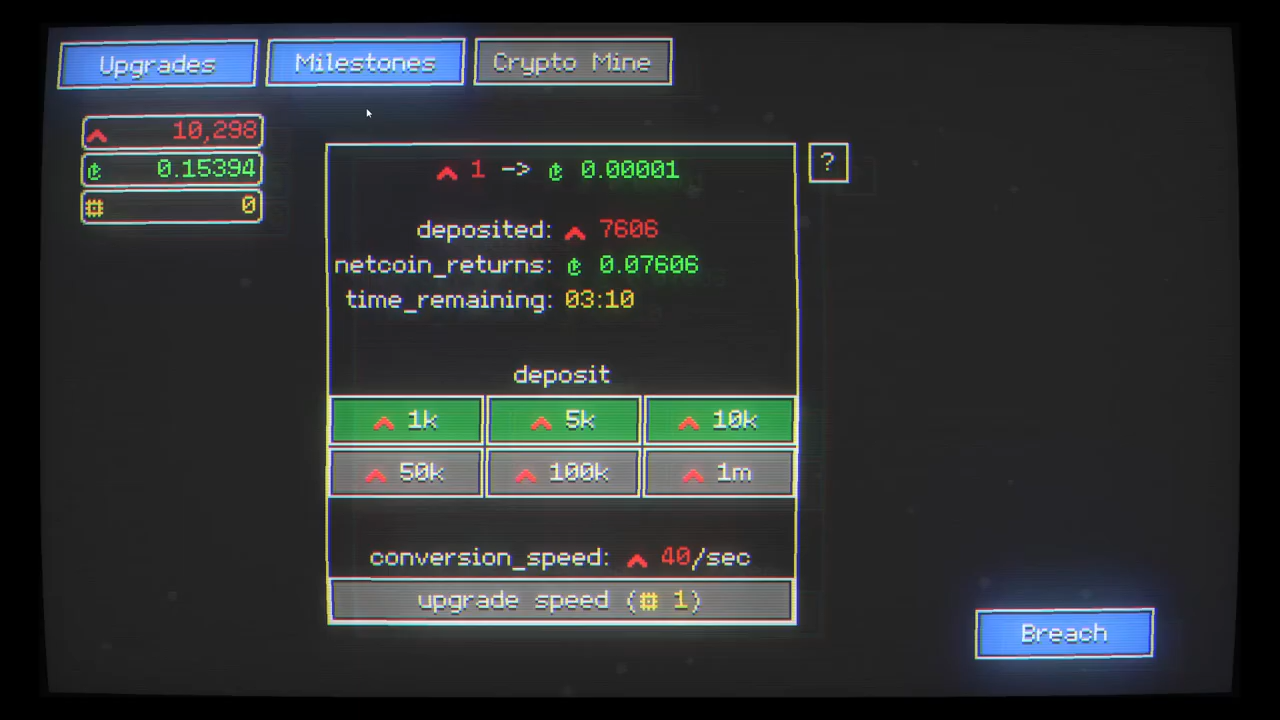 Upgrades Milestones Crypto Mine
10,298
0.15394
0
1 -> 0.00001
?
deposited: 7606
netcoin_returns: 0.07606
time_remaining: 03:10
deposit
1k 5k 10k
50k 100k 1m
conversion_speed: 40/sec
upgrade speed ( 1)
Breach